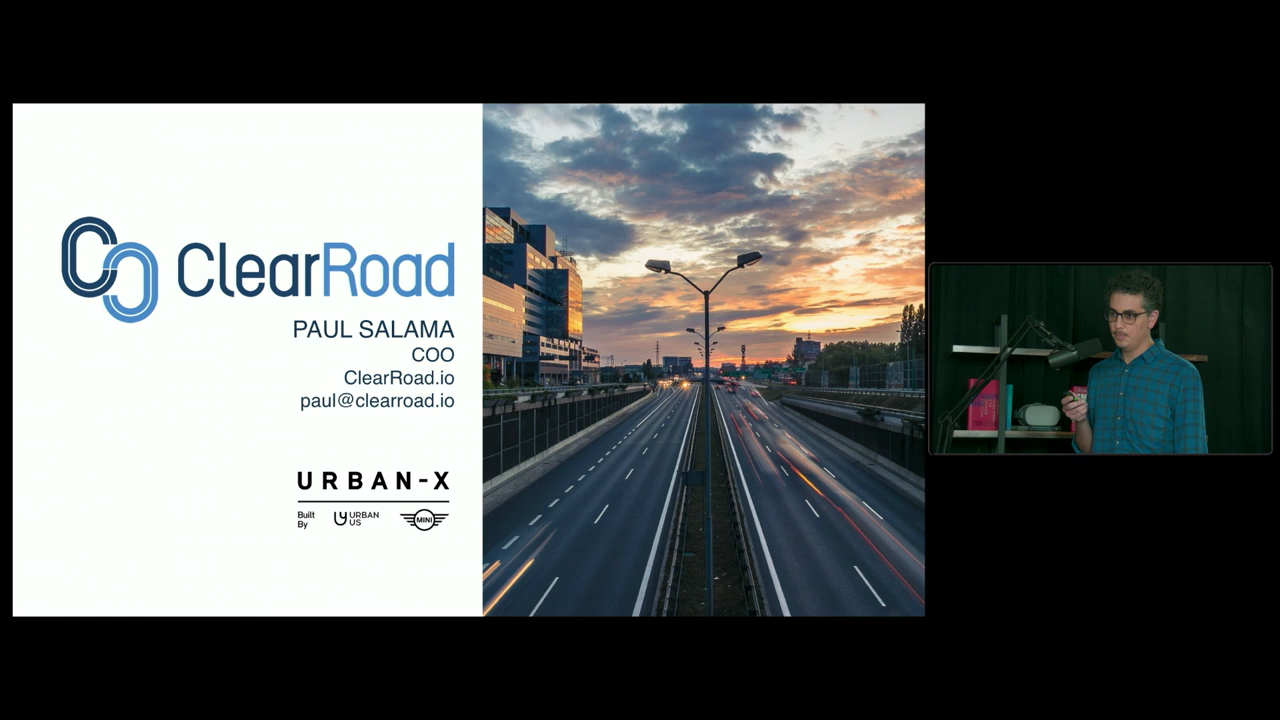 ClearRoad
PAUL SALAMA
COO
ClearRoad.io
paul@clearroad.io
URBAN-X
Built
By
URBAN
US
MINI